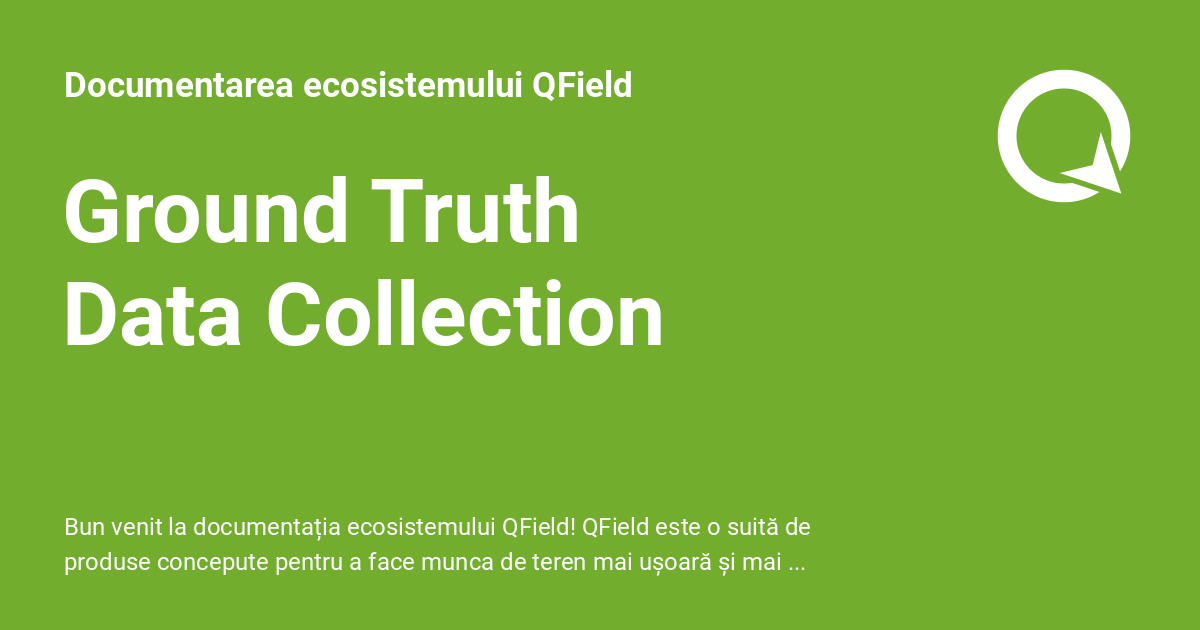 Documentarea ecosistemului QField
Ground Truth
Data Collection
Bun venit la documentația ecosistemului QField! QField este o suită de
produse concepute pentru a face munca de teren mai ușoară și mai ...